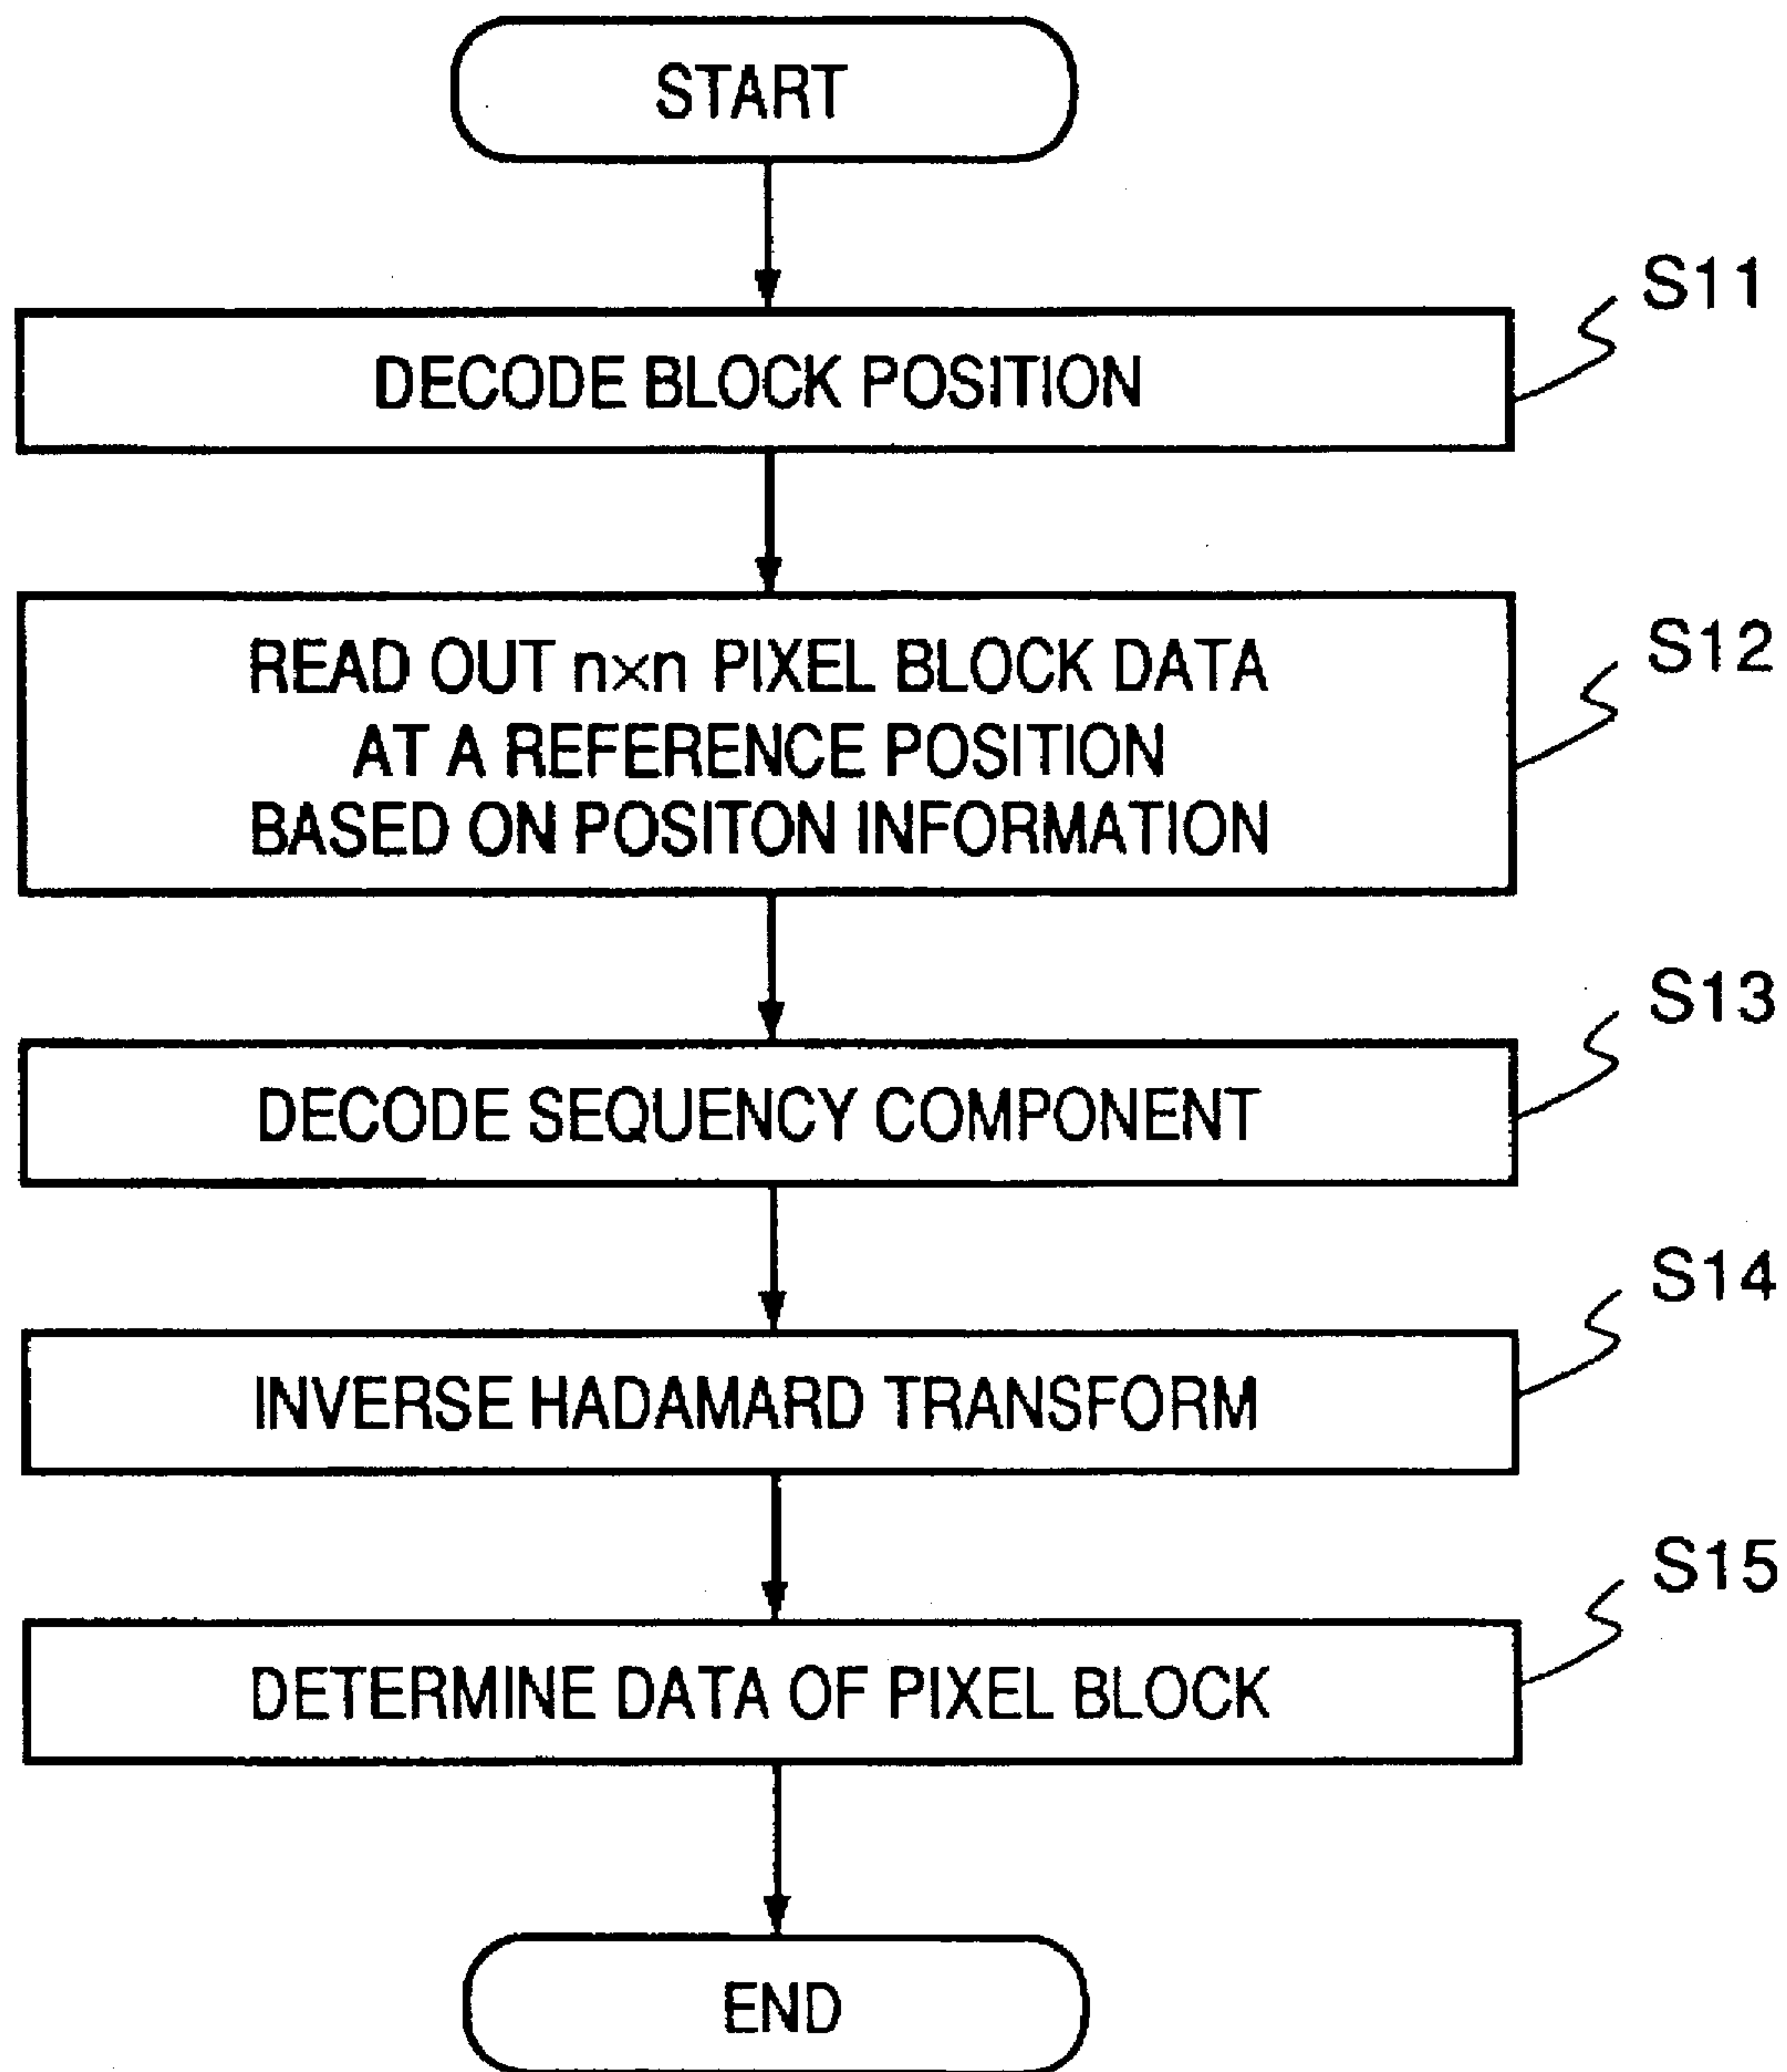 START
S11
DECODE BLOCK POSITION
S12
READ OUT n×n PIXEL BLOCK DATA
AT A REFERENCE POSITION
BASED ON POSITON INFORMATION
S13
DECODE SEQUENCY COMPONENT
S14
INVERSE HADAMARD TRANSFORM
S15
DETERMINE DATA OF PIXEL BLOCK
END